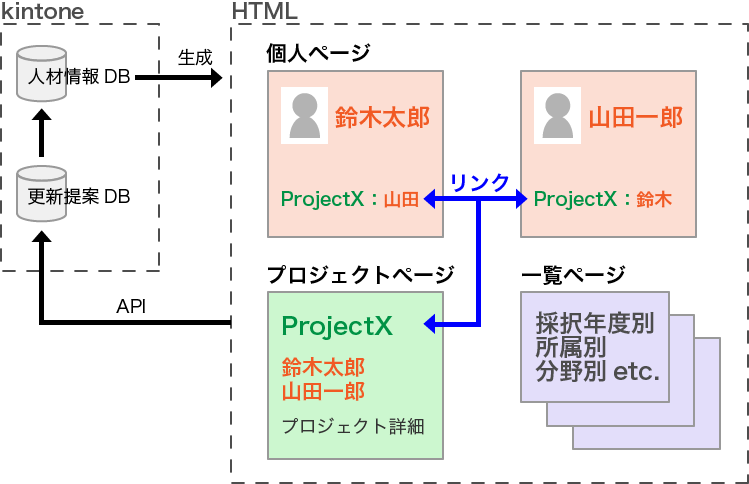 kintone
人材情報 DB
更新提案 DB
生成
API
HTML
個人ページ
鈴木太郎
ProjectX：山田
山田一郎
ProjectX：鈴木
リンク
プロジェクトページ
ProjectX
鈴木太郎
山田一郎
プロジェクト詳細
一覧ページ
採択年度別
所属別
分野別 etc.